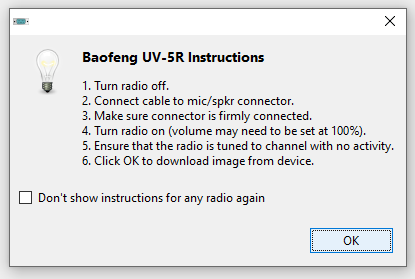 Baofeng UV-5R Instructions
1. Turn radio off.
2. Connect cable to mic/spkr connector.
3. Make sure connector is firmly connected.
4. Turn radio on (volume may need to be set at 100%).
5. Ensure that the radio is tuned to channel with no activity.
6. Click OK to download image from device.
Don't show instructions for any radio again
OK